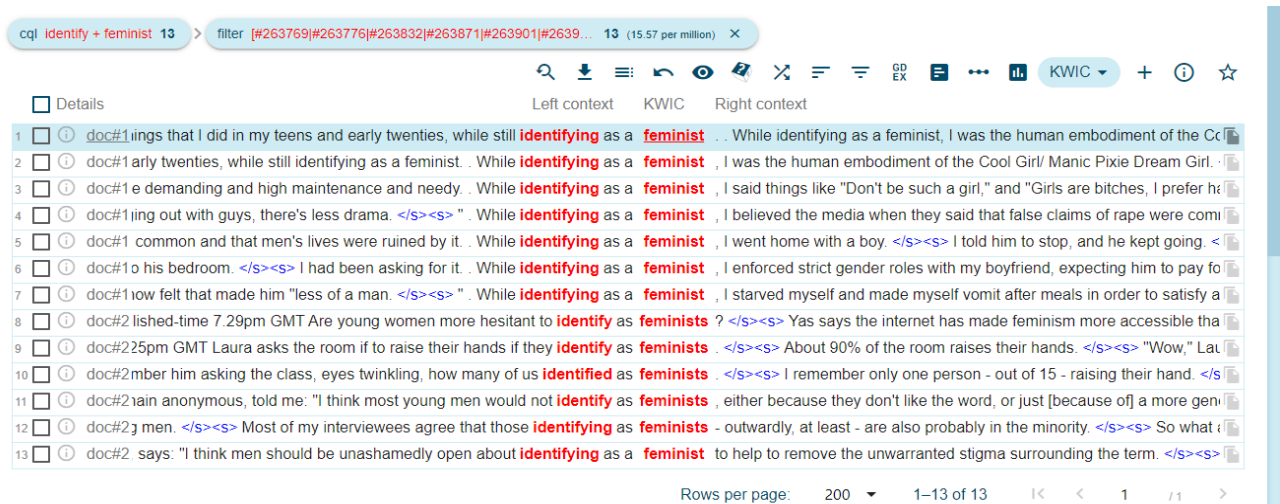 cql identify + feminist 13 > filter [#263769|#263776|#263832|#263871|#263901|#2639... 13 (15.57 per million) ×
GD EX KWIC
Details Left context KWIC Right context
1 doc#1 ings that I did in my teens and early twenties, while still identifying as a feminist . . While identifying as a feminist, I was the human embodiment of the Co
2 doc#1 arly twenties, while still identifying as a feminist. . While identifying as a feminist , I was the human embodiment of the Cool Girl/ Manic Pixie Dream Girl.
3 doc#1 e demanding and high maintenance and needy. . While identifying as a feminist , I said things like "Don't be such a girl," and "Girls are bitches, I prefer ha
4 doc#1 jing out with guys, there's less drama. </s><s> " . While identifying as a feminist , I believed the media when they said that false claims of rape were com
5 doc#1 common and that men's lives were ruined by it. . While identifying as a feminist , I went home with a boy. </s><s> I told him to stop, and he kept going. <
6 doc#1 o his bedroom. </s><s> I had been asking for it. . While identifying as a feminist , I enforced strict gender roles with my boyfriend, expecting him to pay fo
7 doc#1 how felt that made him "less of a man. </s><s> " . While identifying as a feminist , I starved myself and made myself vomit after meals in order to satisfy a
8 doc#2 lished-time 7.29pm GMT Are young women more hesitant to identify as feminists ? </s><s> Yas says the internet has made feminism more accessible tha
9 doc#2 25pm GMT Laura asks the room if to raise their hands if they identify as feminists . </s><s> About 90% of the room raises their hands. </s><s> "Wow," Lau
10 doc#2 mber him asking the class, eyes twinkling, how many of us identified as feminists . </s><s> I remember only one person - out of 15 - raising their hand. </s
11 doc#2 nain anonymous, told me: "I think most young men would not identify as feminists , either because they don't like the word, or just [because of] a more gen
12 doc#2 g men. </s><s> Most of my interviewees agree that those identifying as feminists - outwardly, at least - are also probably in the minority. </s><s> So what
13 doc#2 says: "I think men should be unashamedly open about identifying as a feminist to help to remove the unwarranted stigma surrounding the term. </s><s>
Rows per page: 200 1–13 of 13 |< < 1 / 1 >